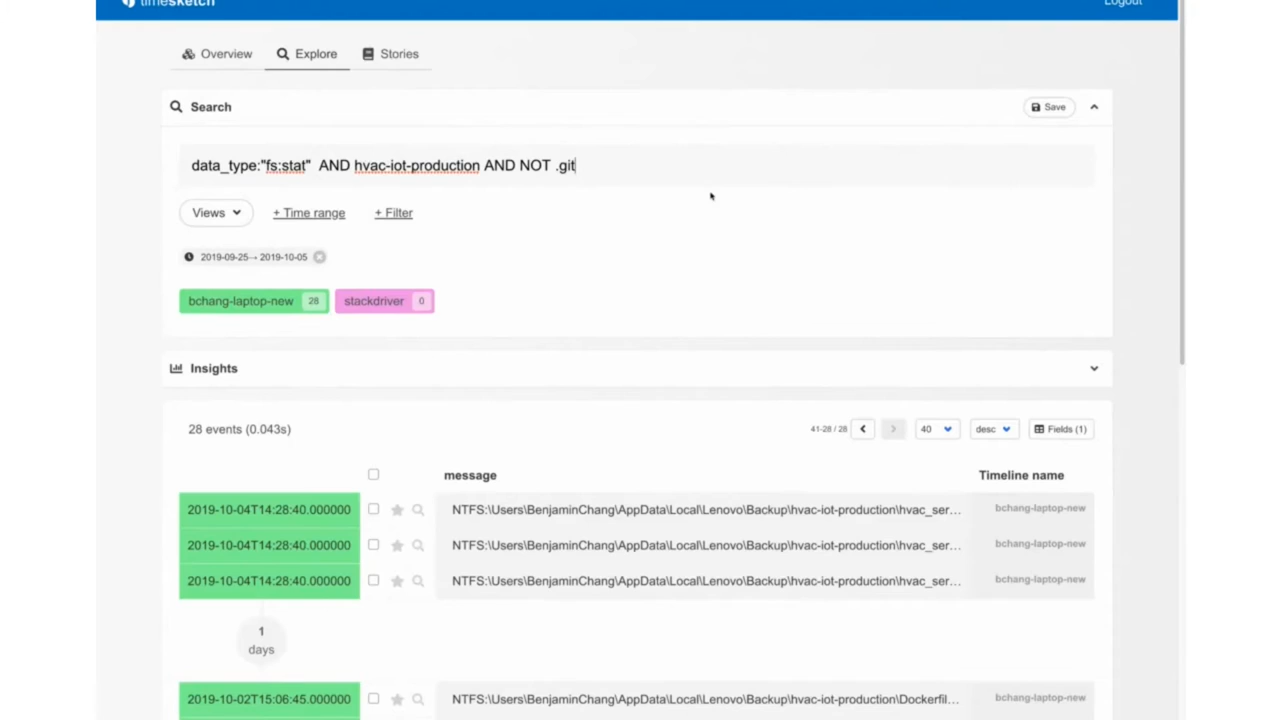 timesketch
Logout
Overview
Explore
Stories
Search
Save
data_type:"fs:stat"  AND hvac-iot-production AND NOT .git
Views
+ Time range
+ Filter
2019-09-25→2019-10-05
bchang-laptop-new 28
stackdriver 0
Insights
28 events (0.043s)
41-28 / 28
40
desc
Fields (1)
message
Timeline name
2019-10-04T14:28:40.000000
NTFS:\Users\BenjaminChang\AppData\Local\Lenovo\Backup\hvac-iot-production\hvac_ser...
bchang-laptop-new
2019-10-04T14:28:40.000000
NTFS:\Users\BenjaminChang\AppData\Local\Lenovo\Backup\hvac-iot-production\hvac_ser...
bchang-laptop-new
2019-10-04T14:28:40.000000
NTFS:\Users\BenjaminChang\AppData\Local\Lenovo\Backup\hvac-iot-production\hvac_ser...
bchang-laptop-new
1
days
2019-10-02T15:06:45.000000
NTFS:\Users\BenjaminChang\AppData\Local\Lenovo\Backup\hvac-iot-production\Dockerfil...
bchang-laptop-new